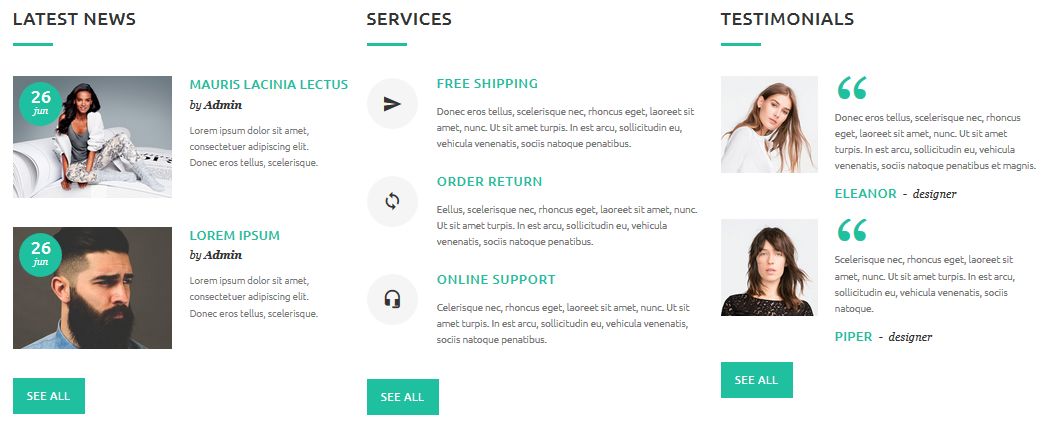 LATEST NEWS
26
jun
MAURIS LACINIA LECTUS
by Admin
Lorem ipsum dolor sit amet,
consectetuer adipiscing elit.
Donec eros tellus, scelerisque.
26
jun
LOREM IPSUM
by Admin
Lorem ipsum dolor sit amet,
consectetuer adipiscing elit.
Donec eros tellus, scelerisque.
SEE ALL
SERVICES
FREE SHIPPING
Donec eros tellus, scelerisque nec, rhoncus eget, laoreet sit
amet, nunc. Ut sit amet turpis. In est arcu, sollicitudin eu,
vehicula venenatis, sociis natoque penatibus.
ORDER RETURN
Eellus, scelerisque nec, rhoncus eget, laoreet sit amet, nunc.
Ut sit amet turpis. In est arcu, sollicitudin eu, vehicula
venenatis, sociis natoque penatibus.
ONLINE SUPPORT
Celerisque nec, rhoncus eget, laoreet sit amet, nunc. Ut sit
amet turpis. In est arcu, sollicitudin eu, vehicula venenatis,
sociis natoque penatibus.
SEE ALL
TESTIMONIALS
“
Donec eros tellus, scelerisque nec, rhoncus
eget, laoreet sit amet, nunc. Ut sit amet
turpis. In est arcu, sollicitudin eu, vehicula
venenatis, sociis natoque penatibus et magnis.
ELEANOR - designer
“
Scelerisque nec, rhoncus eget, laoreet sit
amet, nunc. Ut sit amet turpis. In est arcu,
sollicitudin eu, vehicula venenatis, sociis
natoque.
PIPER - designer
SEE ALL